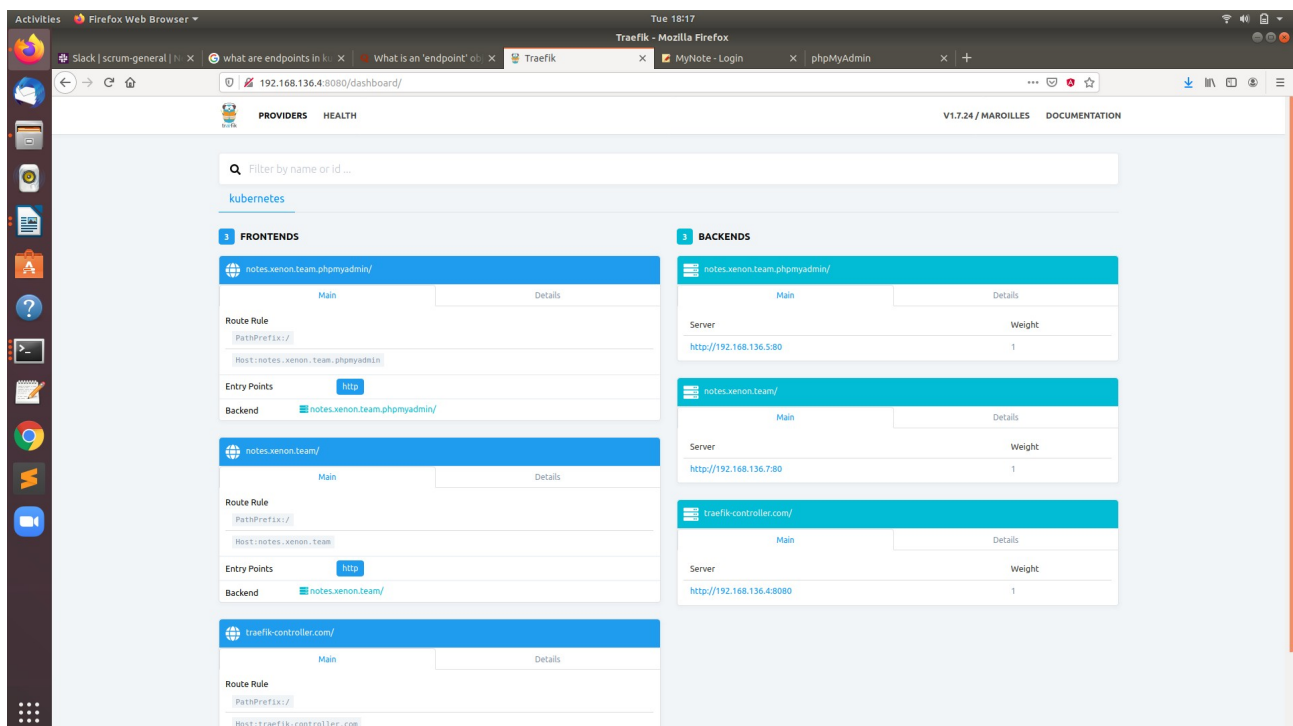 Activities Firefox Web Browser Tue 18:17
Traefik - Mozilla Firefox
Slack | scrum-general | N what are endpoints in ku What is an 'endpoint' ob Traefik MyNote - Login phpMyAdmin
192.168.136.4:8080/dashboard/
træfik PROVIDERS HEALTH V1.7.24 / MAROILLES DOCUMENTATION
Filter by name or id ...
kubernetes
3 FRONTENDS
notes.xenon.team.phpmyadmin/
Main Details
Route Rule
PathPrefix:/
Host:notes.xenon.team.phpmyadmin
Entry Points http
Backend notes.xenon.team.phpmyadmin/
notes.xenon.team/
Main Details
Route Rule
PathPrefix:/
Host:notes.xenon.team
Entry Points http
Backend notes.xenon.team/
traefik-controller.com/
Main Details
Route Rule
PathPrefix:/
Host:traefik-controller.com
3 BACKENDS
notes.xenon.team.phpmyadmin/
Main Details
Server Weight
http://192.168.136.5:80 1
notes.xenon.team/
Main Details
Server Weight
http://192.168.136.7:80 1
traefik-controller.com/
Main Details
Server Weight
http://192.168.136.4:8080 1